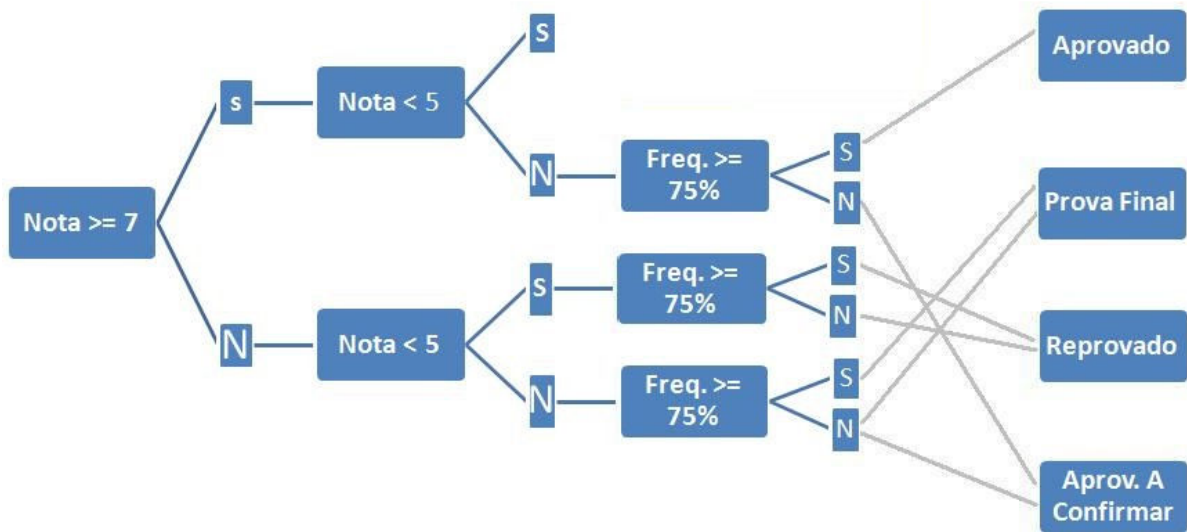 Nota >= 7
s
N
Nota < 5
s
N
Nota < 5
s
N
Freq. >=
75%
S
N
Freq. >=
75%
S
N
Freq. >=
75%
S
N
Aprovado
Prova Final
Reprovado
Aprov. A
Confirmar